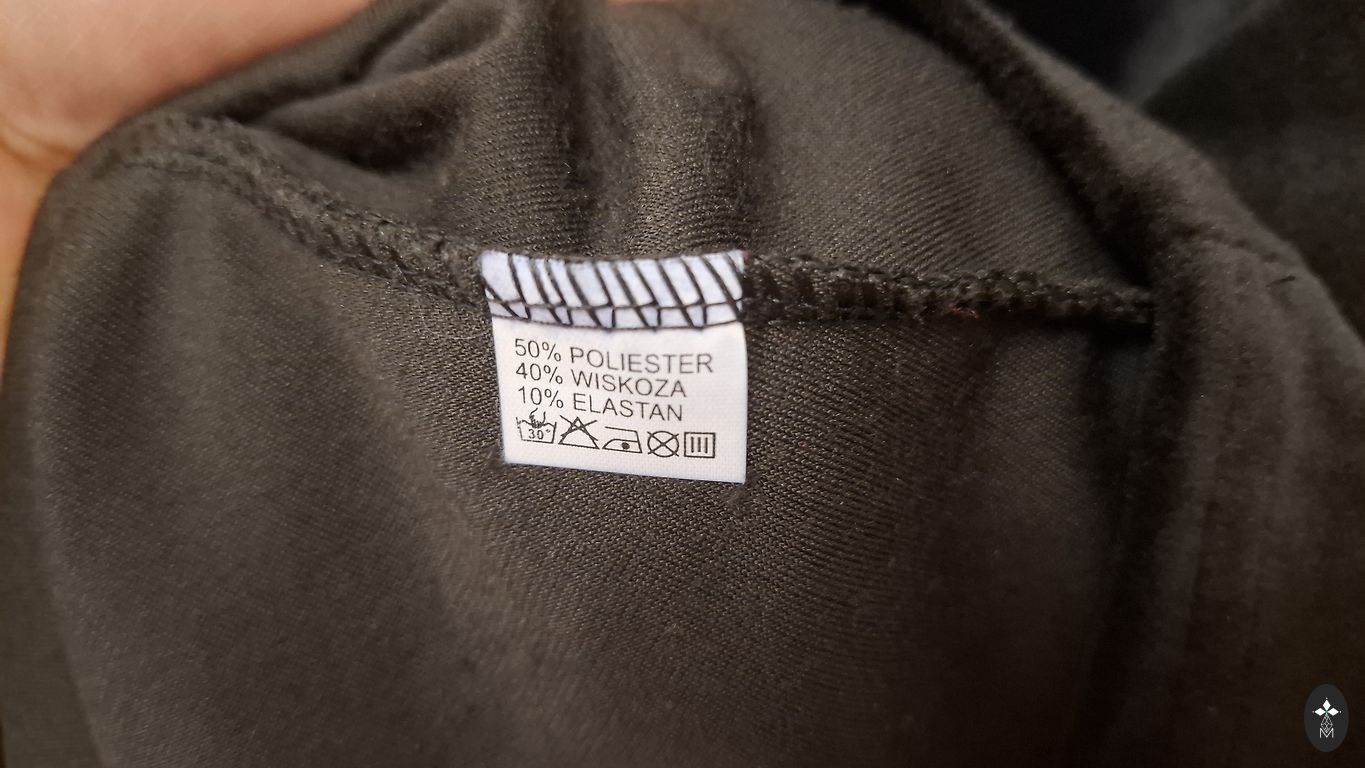 50% POLIESTER
40% WISKOZA
10% ELASTAN
30°
M